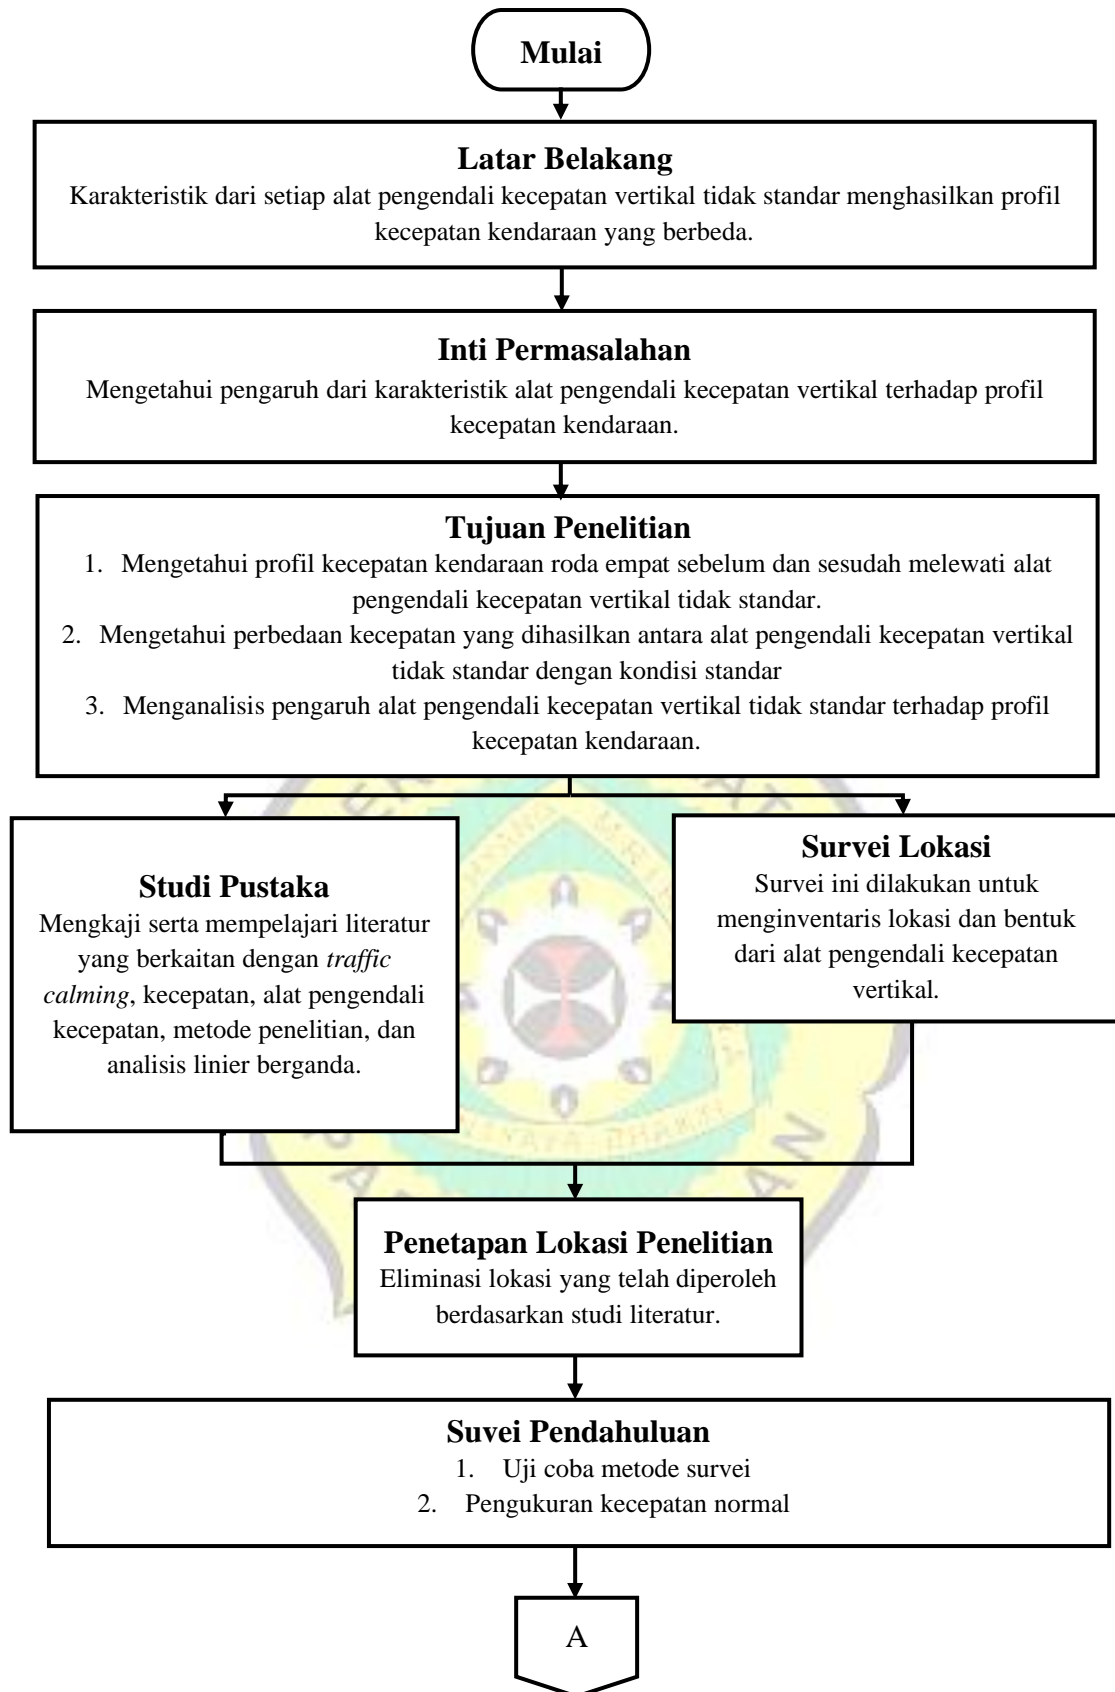 Mulai
Latar Belakang
Karakteristik dari setiap alat pengendali kecepatan vertikal tidak standar menghasilkan profil
kecepatan kendaraan yang berbeda.
Inti Permasalahan
Mengetahui pengaruh dari karakteristik alat pengendali kecepatan vertikal terhadap profil
kecepatan kendaraan.
Tujuan Penelitian
1. Mengetahui profil kecepatan kendaraan roda empat sebelum dan sesudah melewati alat
pengendali kecepatan vertikal tidak standar.
2. Mengetahui perbedaan kecepatan yang dihasilkan antara alat pengendali kecepatan vertikal
tidak standar dengan kondisi standar
3. Menganalisis pengaruh alat pengendali kecepatan vertikal tidak standar terhadap profil
kecepatan kendaraan.
Studi Pustaka
Mengkaji serta mempelajari literatur
yang berkaitan dengan traffic
calming, kecepatan, alat pengendali
kecepatan, metode penelitian, dan
analisis linier berganda.
Survei Lokasi
Survei ini dilakukan untuk
menginventaris lokasi dan bentuk
dari alat pengendali kecepatan
vertikal.
Penetapan Lokasi Penelitian
Eliminasi lokasi yang telah diperoleh
berdasarkan studi literatur.
Suvei Pendahuluan
1. Uji coba metode survei
2. Pengukuran kecepatan normal
A